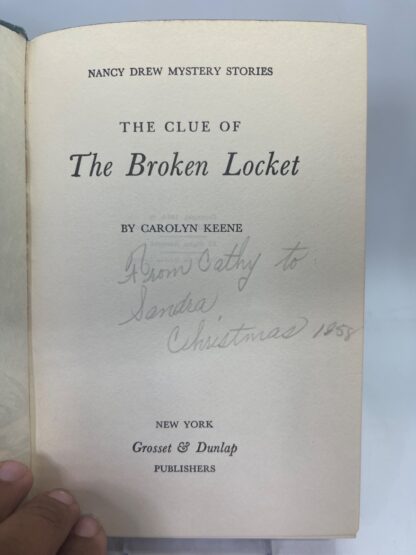 NANCY DREW MYSTERY STORIES
THE CLUE OF
The Broken Locket
BY CAROLYN KEENE
From Cathy to
Sandra
Christmas 1958
NEW YORK
Grosset & Dunlap
PUBLISHERS